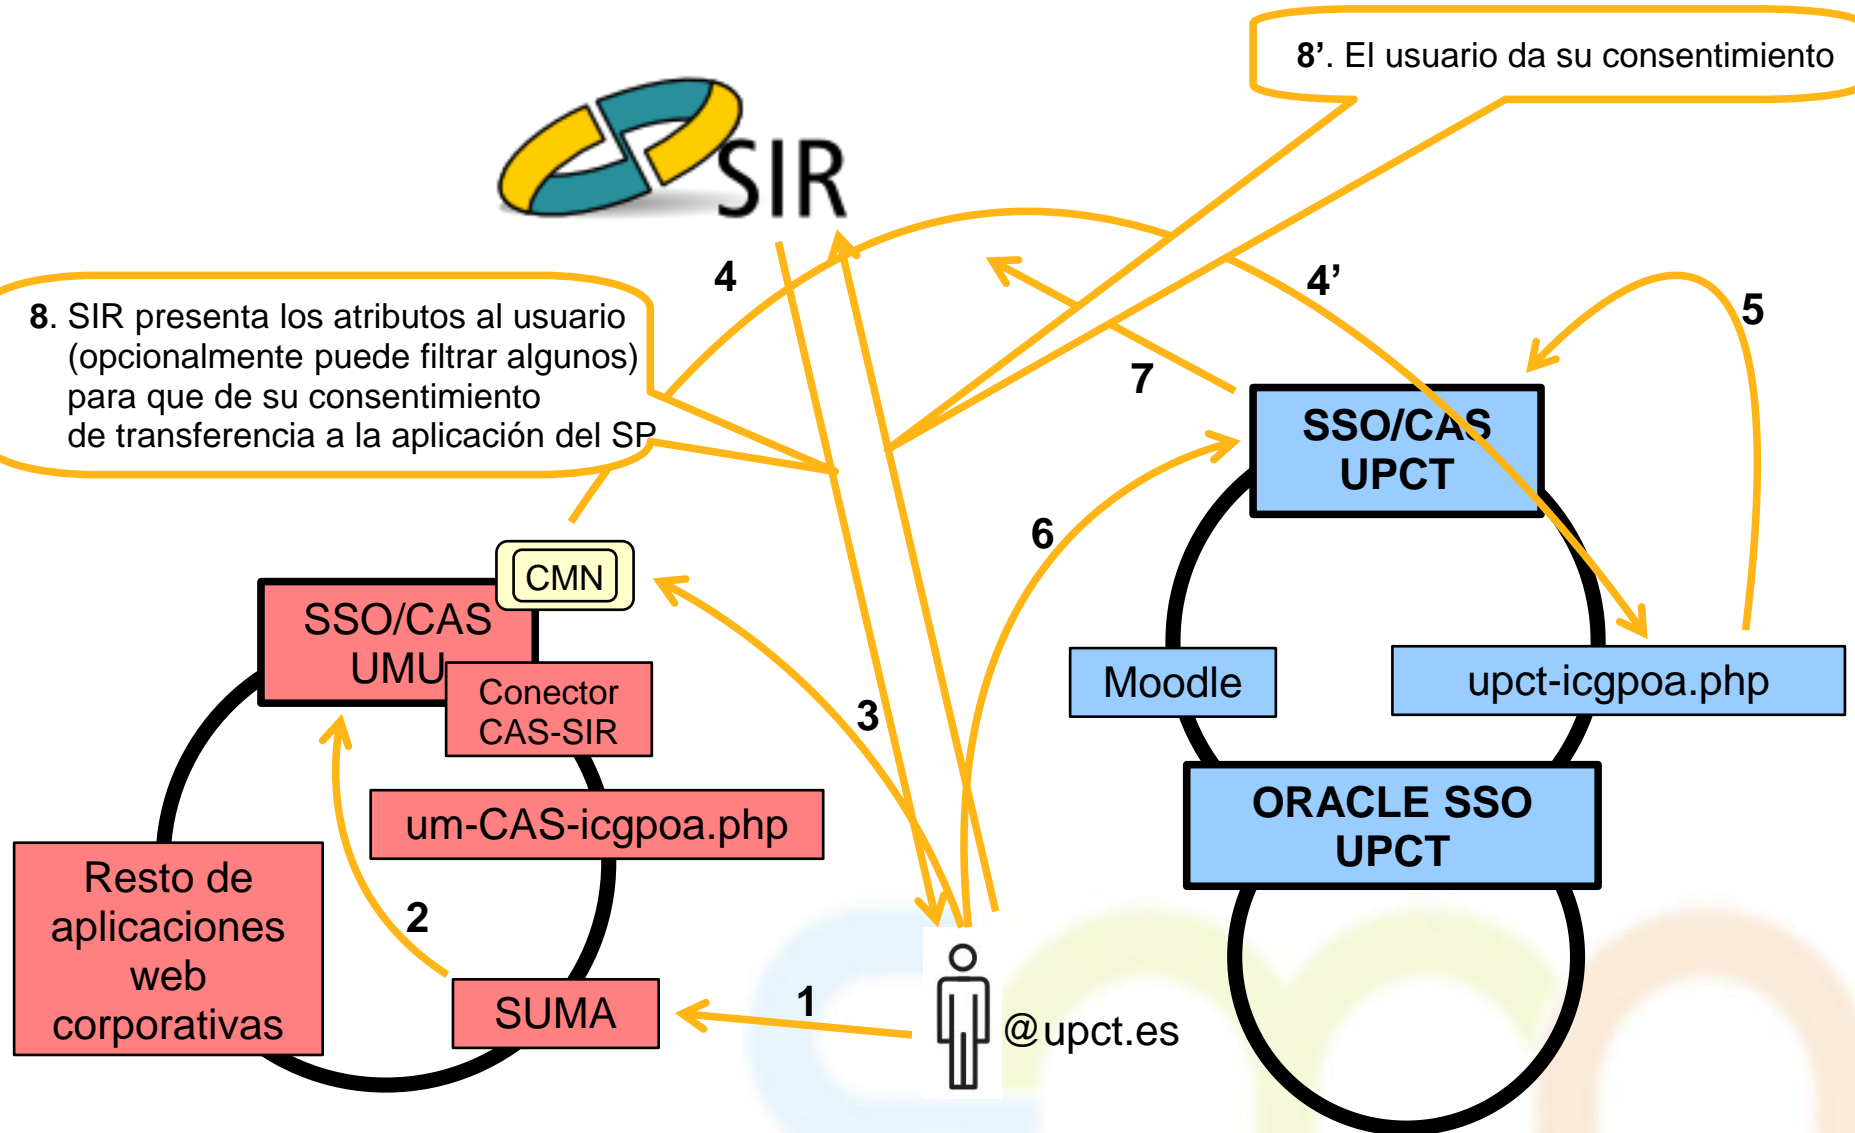 8’. El usuario da su consentimiento
SIR
4
4’
5
8. SIR presenta los atributos al usuario
(opcionalmente puede filtrar algunos)
para que de su consentimiento
de transferencia a la aplicación del SP
7
SSO/CAS
UPCT
6
CMN
SSO/CAS
UMU
Conector
CAS-SIR
3
Moodle
upct-icgpoa.php
um-CAS-icgpoa.php
ORACLE SSO
UPCT
Resto de
aplicaciones
web
corporativas
2
SUMA
1
@upct.es